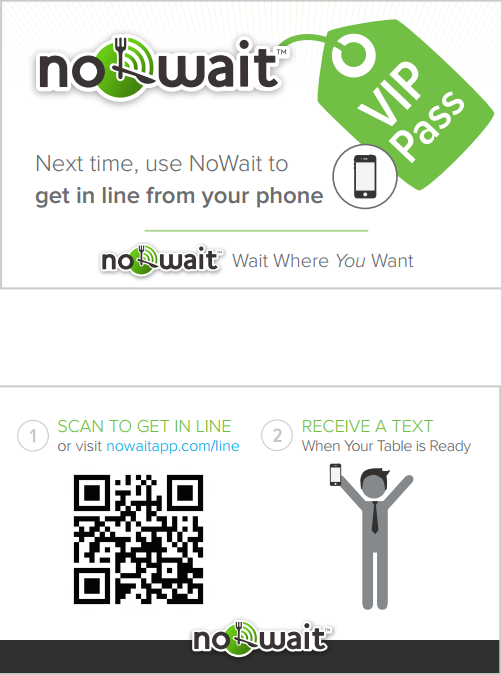 nowait™
VIP
Pass
Next time, use NoWait to
get in line from your phone
nowait™ Wait Where You Want
1 SCAN TO GET IN LINE
or visit nowaitapp.com/line
2 RECEIVE A TEXT
When Your Table is Ready
nowait™